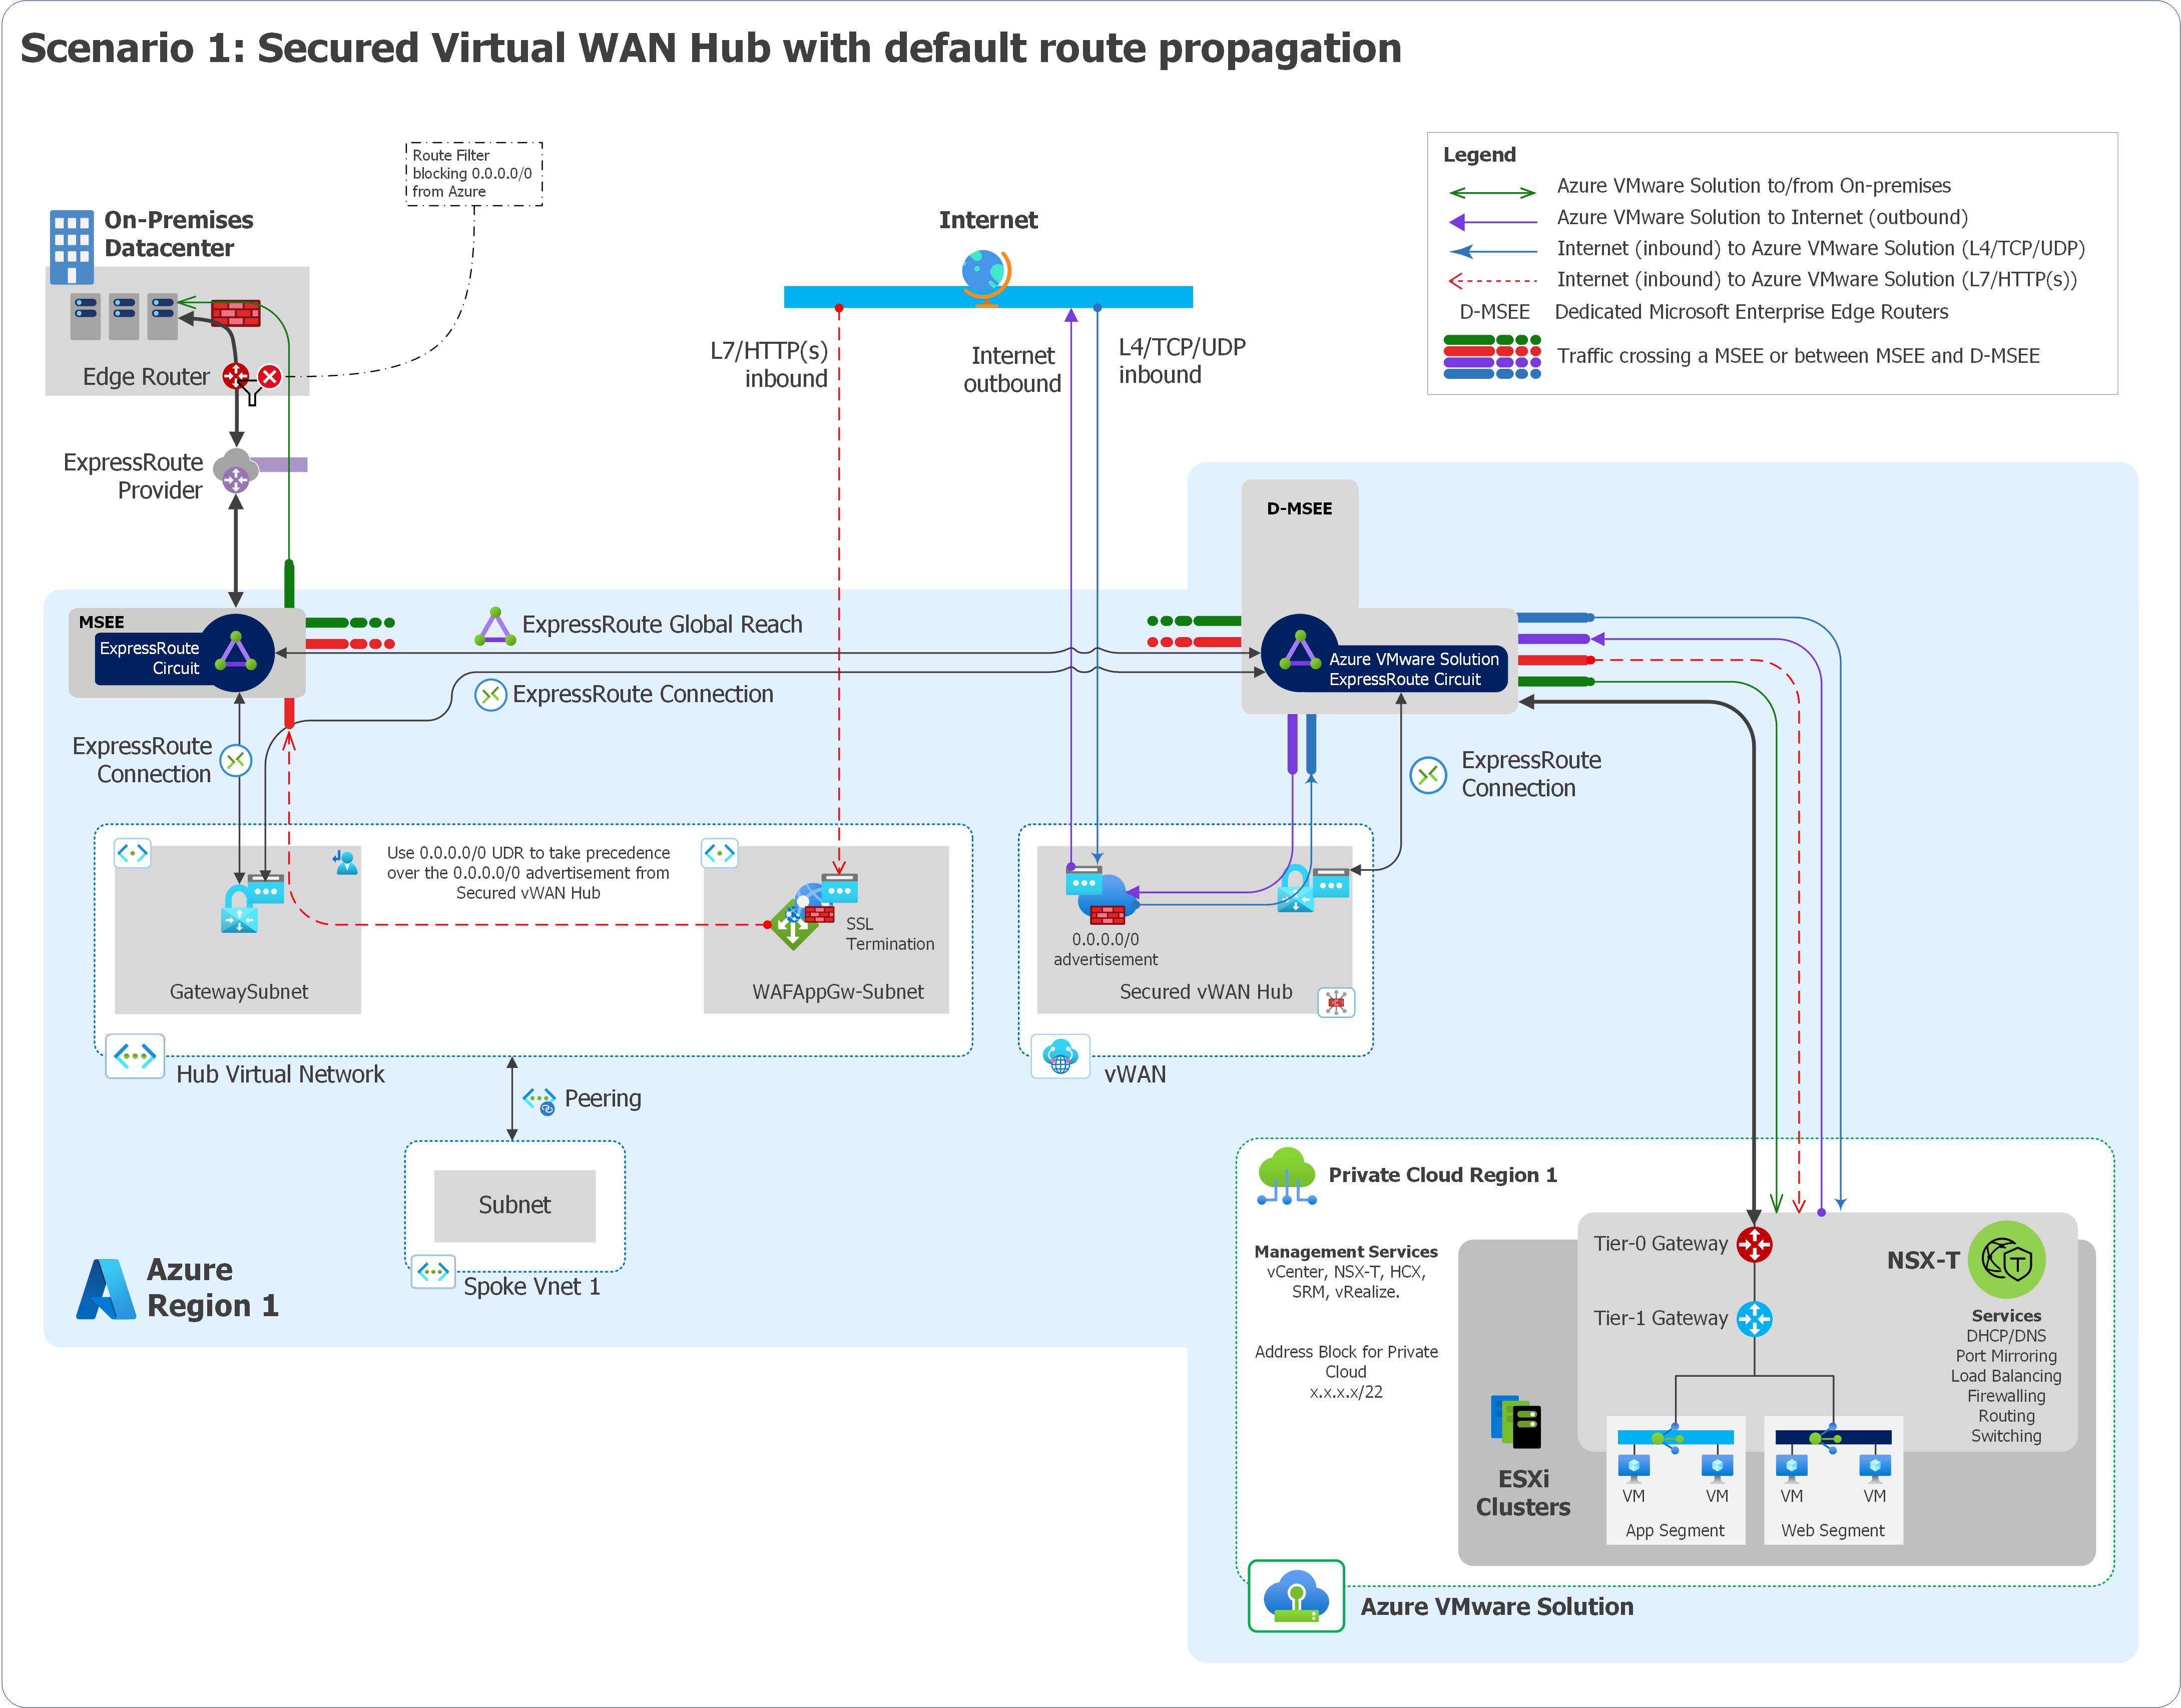 Scenario 1: Secured Virtual WAN Hub with default route propagation
Route Filter
blocking 0.0.0.0/0
from Azure
Legend
Azure VMware Solution to/from On-premises
Azure VMware Solution to Internet (outbound)
Internet (inbound) to Azure VMware Solution (L4/TCP/UDP)
Internet (inbound) to Azure VMware Solution (L7/HTTP(s))
D-MSEE Dedicated Microsoft Enterprise Edge Routers
Traffic crossing a MSEE or between MSEE and D-MSEE
On-Premises
Datacenter
Edge Router
ExpressRoute
Provider
Internet
L7/HTTP(s)
inbound
Internet
outbound
L4/TCP/UDP
inbound
D-MSEE
MSEE
ExpressRoute
Circuit
ExpressRoute Global Reach
ExpressRoute Connection
Azure VMware Solution
ExpressRoute Circuit
ExpressRoute
Connection
ExpressRoute
Connection
Use 0.0.0.0/0 UDR to take precedence
over the 0.0.0.0/0 advertisement from
Secured vWAN Hub
SSL
Termination
GatewaySubnet
WAFAppGw-Subnet
0.0.0.0/0
advertisement
Secured vWAN Hub
Hub Virtual Network
vWAN
Peering
Subnet
Spoke Vnet 1
Azure
Region 1
Private Cloud Region 1
Management Services
vCenter, NSX-T, HCX,
SRM, vRealize.
Address Block for Private
Cloud
x.x.x.x/22
Tier-0 Gateway
Tier-1 Gateway
NSX-T
T
Services
DHCP/DNS
Port Mirroring
Load Balancing
Firewalling
Routing
Switching
ESXi
Clusters
VM VM
App Segment
VM VM
Web Segment
Azure VMware Solution